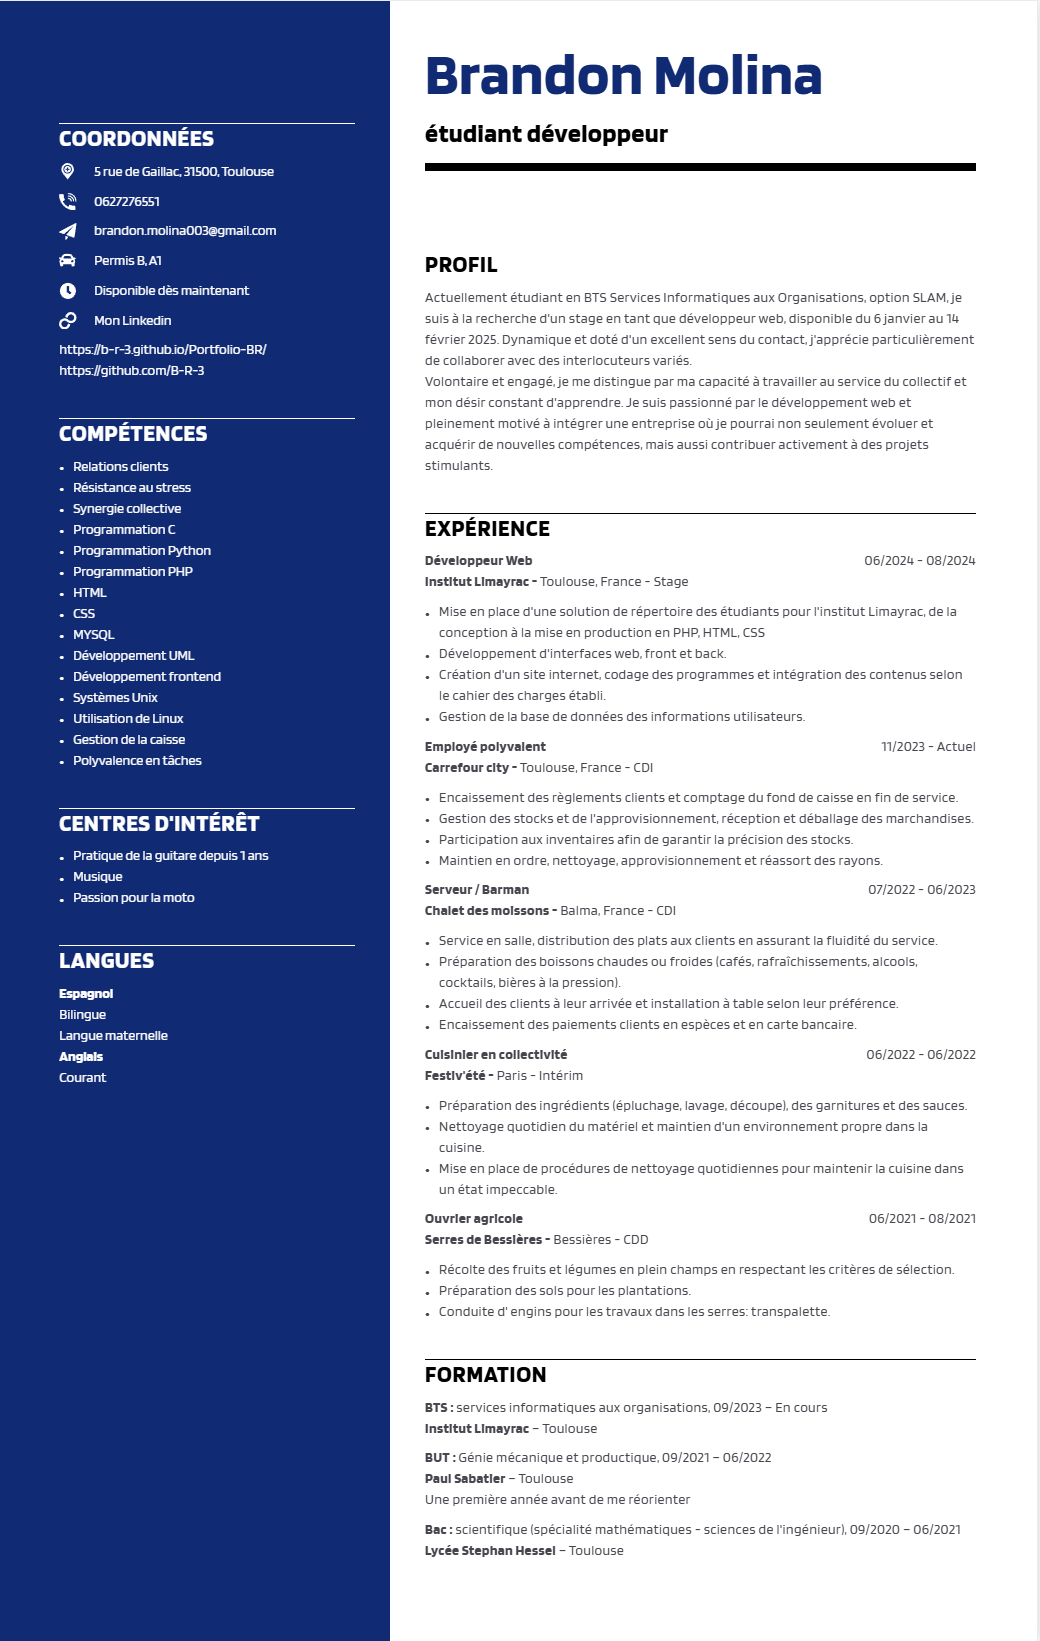 COORDONNÉES
5 rue de Gaillac, 31500, Toulouse
0627276551
brandon.molina003@gmail.com
Permis B, A1
Disponible dès maintenant
Mon Linkedin
https://b-r-3.github.io/Portfolio-BR/
https://github.com/B-R-3
COMPÉTENCES
• Relations clients
• Résistance au stress
• Synergie collective
• Programmation C
• Programmation Python
• Programmation PHP
• HTML
• CSS
• MYSQL
• Développement UML
• Développement frontend
• Systèmes Unix
• Utilisation de Linux
• Gestion de la caisse
• Polyvalence en tâches
CENTRES D'INTÉRÊT
• Pratique de la guitare depuis 1 ans
• Musique
• Passion pour la moto
LANGUES
Espagnol
Bilingue
Langue maternelle
Anglais
Courant
Brandon Molina
étudiant développeur
PROFIL
Actuellement étudiant en BTS Services Informatiques aux Organisations, option SLAM, je
suis à la recherche d'un stage en tant que développeur web, disponible du 6 janvier au 14
février 2025. Dynamique et doté d'un excellent sens du contact, j'apprécie particulièrement
de collaborer avec des interlocuteurs variés.
Volontaire et engagé, je me distingue par ma capacité à travailler au service du collectif et
mon désir constant d'apprendre. Je suis passionné par le développement web et
pleinement motivé à intégrer une entreprise où je pourrai non seulement évoluer et
acquérir de nouvelles compétences, mais aussi contribuer activement à des projets
stimulants.
EXPÉRIENCE
Développeur Web 06/2024 - 08/2024
Institut Limayrac - Toulouse, France - Stage
• Mise en place d'une solution de répertoire des étudiants pour l'institut Limayrac, de la
conception à la mise en production en PHP, HTML, CSS
• Développement d'interfaces web, front et back.
• Création d'un site internet, codage des programmes et intégration des contenus selon
le cahier des charges établi.
• Gestion de la base de données des informations utilisateurs.
Employé polyvalent 11/2023 - Actuel
Carrefour city - Toulouse, France - CDI
• Encaissement des règlements clients et comptage du fond de caisse en fin de service.
• Gestion des stocks et de l'approvisionnement, réception et déballage des marchandises.
• Participation aux inventaires afin de garantir la précision des stocks.
• Maintien en ordre, nettoyage, approvisionnement et réassort des rayons.
Serveur / Barman 07/2022 - 06/2023
Chalet des moissons - Balma, France - CDI
• Service en salle, distribution des plats aux clients en assurant la fluidité du service.
• Préparation des boissons chaudes ou froides (cafés, rafraîchissements, alcools,
cocktails, bières à la pression).
• Accueil des clients à leur arrivée et installation à table selon leur préférence.
• Encaissement des paiements clients en espèces et en carte bancaire.
Cuisinier en collectivité 06/2022 - 06/2022
Festiv'été - Paris - Intérim
• Préparation des ingrédients (épluchage, lavage, découpe), des garnitures et des sauces.
• Nettoyage quotidien du matériel et maintien d'un environnement propre dans la
cuisine.
• Mise en place de procédures de nettoyage quotidiennes pour maintenir la cuisine dans
un état impeccable.
Ouvrier agricole 06/2021 - 08/2021
Serres de Bessières - Bessières - CDD
• Récolte des fruits et légumes en plein champs en respectant les critères de sélection.
• Préparation des sols pour les plantations.
• Conduite d' engins pour les travaux dans les serres: transpalette.
FORMATION
BTS : services informatiques aux organisations, 09/2023 – En cours
Institut Limayrac – Toulouse
BUT : Génie mécanique et productique, 09/2021 – 06/2022
Paul Sabatier – Toulouse
Une première année avant de me réorienter
Bac : scientifique (spécialité mathématiques - sciences de l'ingénieur), 09/2020 – 06/2021
Lycée Stephan Hessel – Toulouse